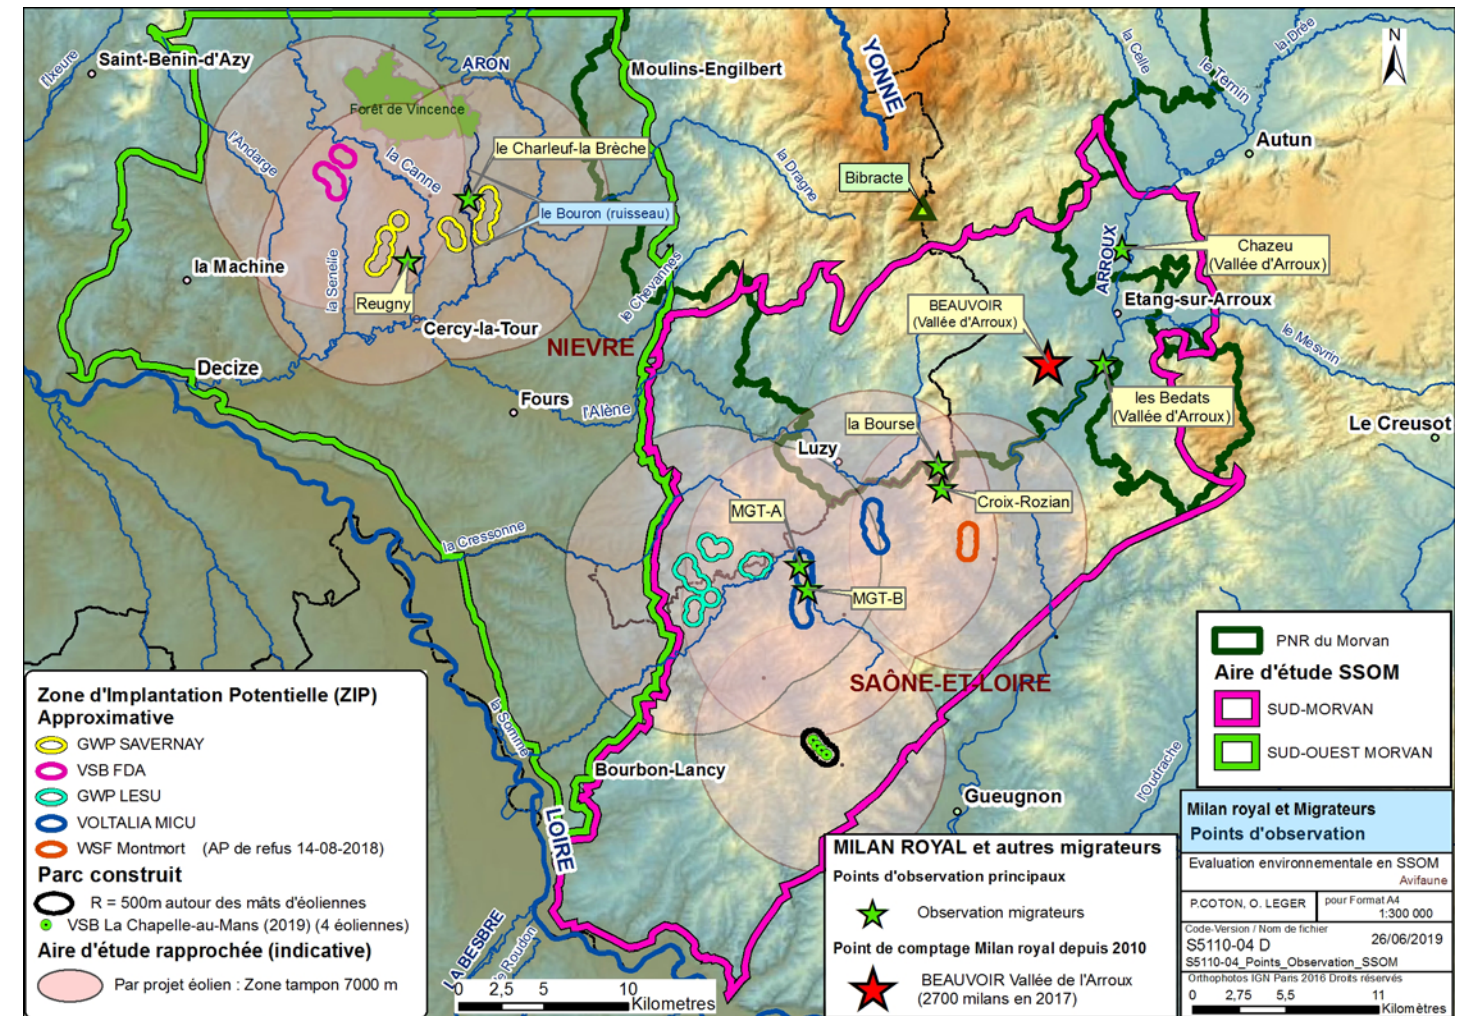 N
l'Ixeure
Saint-Benin-d'Azy
ARON
Moulins-Engilbert
YONNE
la Celle
le Ternin
la Drée
Forêt de Vincence
l'Andarge
la Canne
le Charleuf-la Brèche
la Dragne
Autun
Bibracte
le Bouron (ruisseau)
la Senelle
la Machine
Reugny
Cercy-la-Tour
le Chevannes
NIEVRE
ARROUX
Chazeu
(Vallée d'Arroux)
Etang-sur-Arroux
BEAUVOIR
(Vallée d'Arroux)
le Mesvrin
Decize
Fours
l'Alène
les Bedats
(Vallée d'Arroux)
la Bourse
Luzy
Le Creusot
Croix-Rozian
MGT-A
la Cressonne
MGT-B
SAÔNE-ET-LOIRE
la Somme
Bourbon-Lancy
LOIRE
Gueugnon
l'Oudrache
LA BESBRE
le Roudon
Zone d'Implantation Potentielle (ZIP)
Approximative
GWP SAVERNAY
VSB FDA
GWP LESU
VOLTALIA MICU
WSF Montmort (AP de refus 14-08-2018)
Parc construit
R = 500m autour des mâts d'éoliennes
VSB La Chapelle-au-Mans (2019) (4 éoliennes)
Aire d'étude rapprochée (indicative)
Par projet éolien : Zone tampon 7000 m
0 2,5 5 10
Kilometres
MILAN ROYAL et autres migrateurs
Points d'observation principaux
Observation migrateurs
Point de comptage Milan royal depuis 2010
BEAUVOIR Vallée de l'Arroux
(2700 milans en 2017)
PNR du Morvan
Aire d'étude SSOM
SUD-MORVAN
SUD-OUEST MORVAN
Milan royal et Migrateurs
Points d'observation
Evaluation environnementale en SSOM
Avifaune
P.COTON, O. LEGER
pour Format A4
1:300 000
Code-Version / Nom de fichier
S5110-04 D
26/06/2019
S5110-04_Points_Observation_SSOM
Orthophotos IGN Paris 2016 Droits réservés
0 2,75 5,5 11
Kilomètres